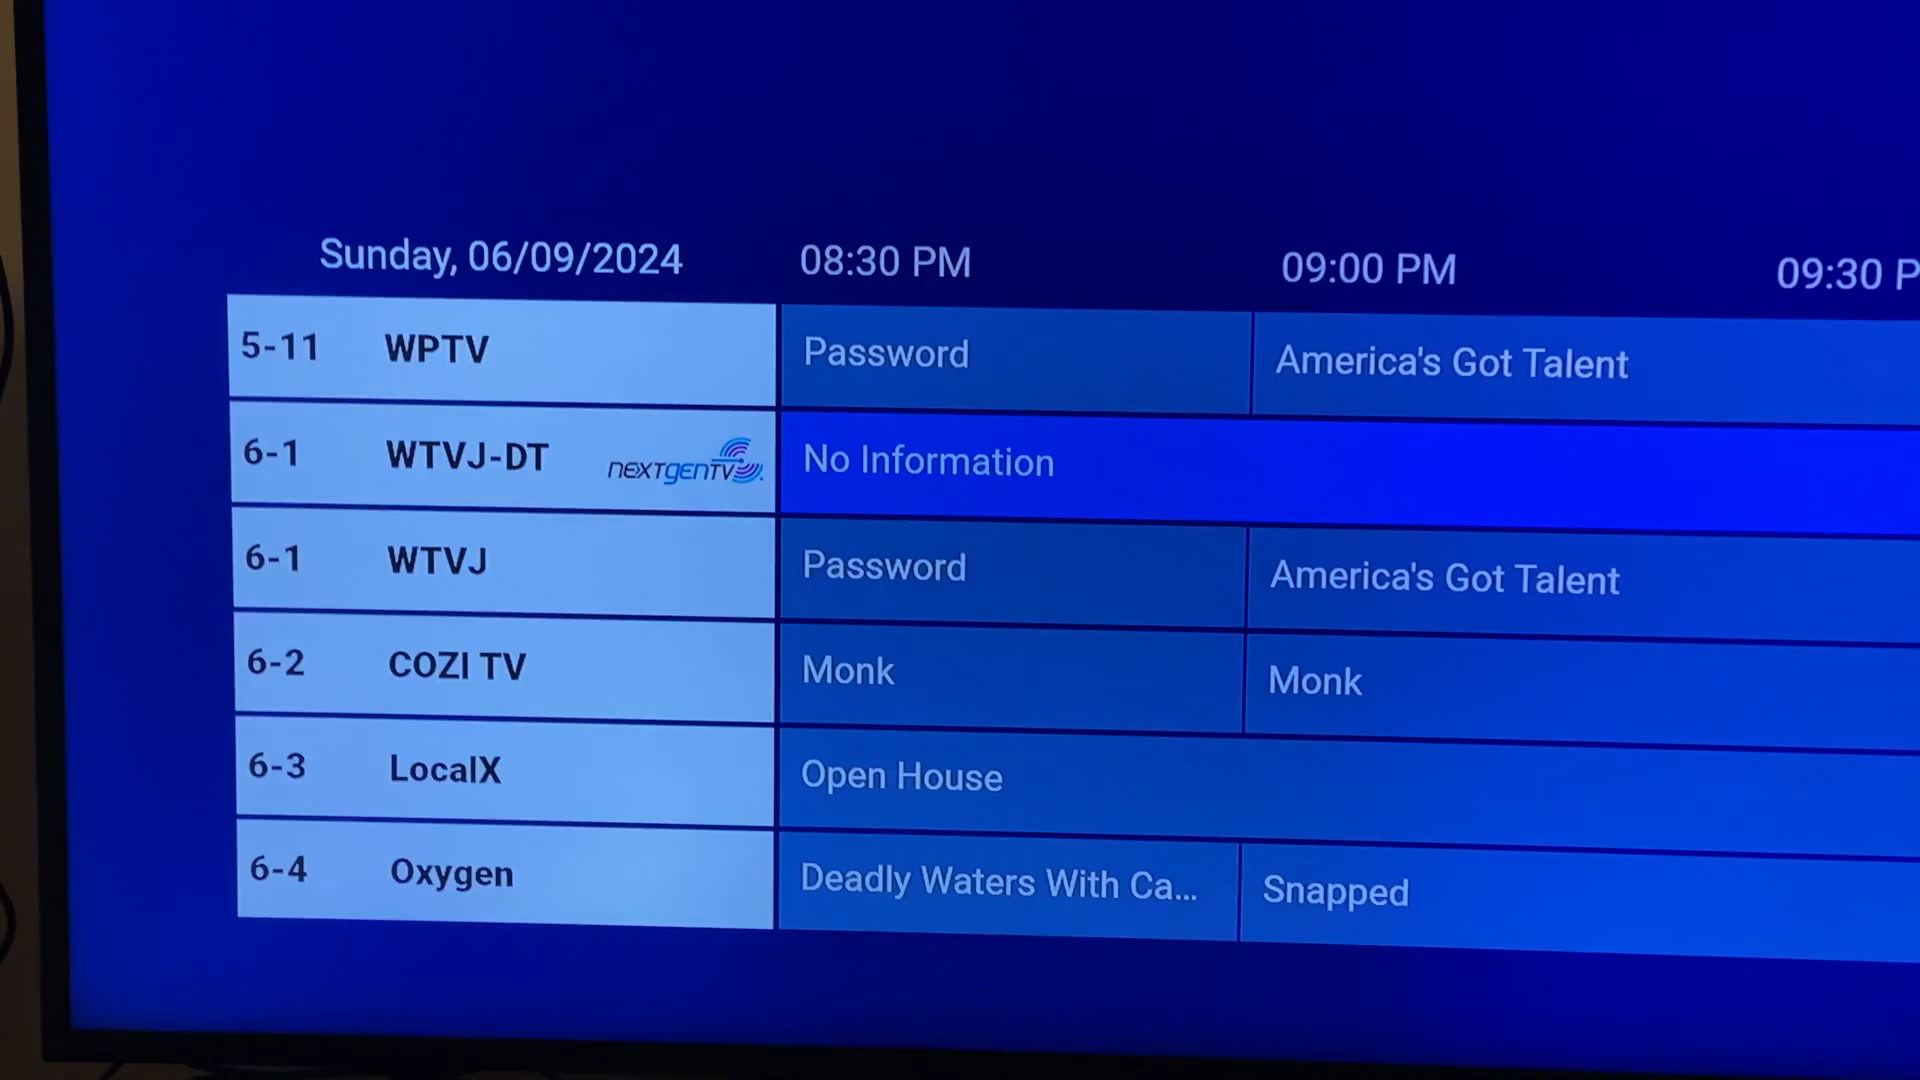 Sunday, 06/09/2024 08:30 PM 09:00 PM 09:30 P
5-11 WPTV Password America's Got Talent
6-1 WTVJ-DT NEXTGENTV No Information
6-1 WTVJ Password America's Got Talent
6-2 COZI TV Monk Monk
6-3 LocalX Open House
6-4 Oxygen Deadly Waters With Ca... Snapped